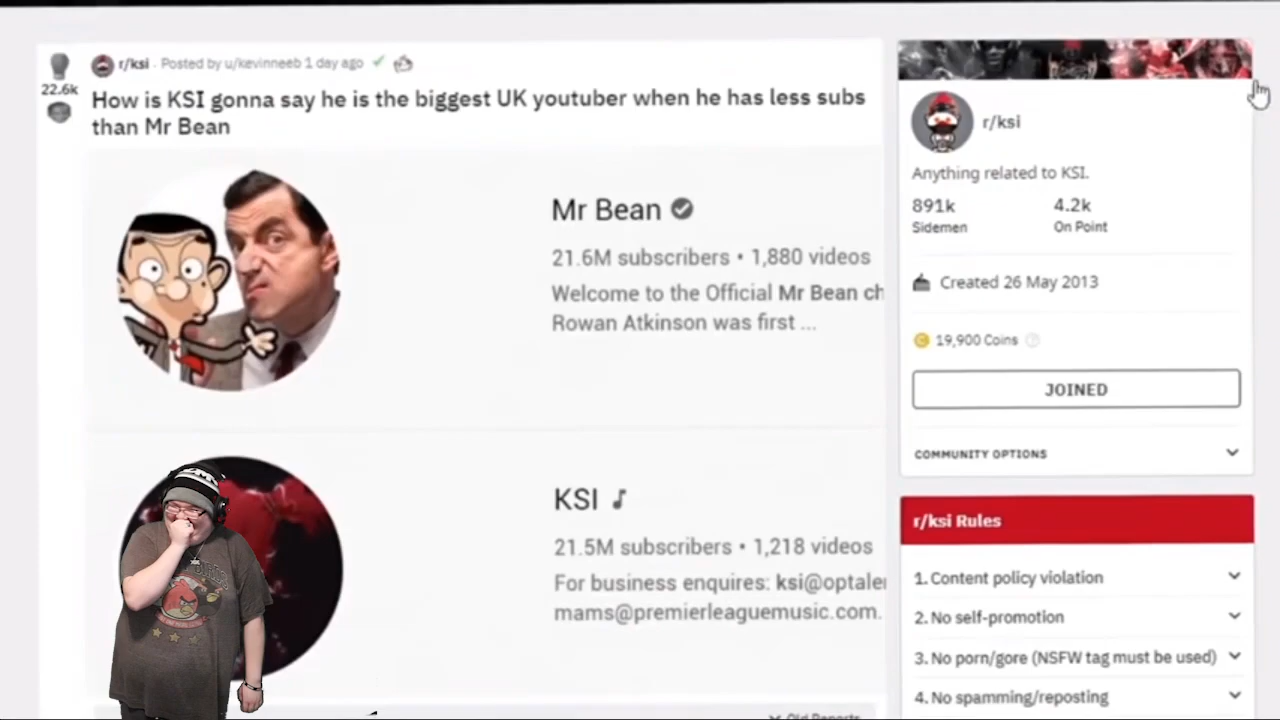 r/ksi · Posted by u/kevinneeb 1 day ago
22.6k
How is KSI gonna say he is the biggest UK youtuber when he has less subs
than Mr Bean
Mr Bean
21.6M subscribers • 1,880 videos
Welcome to the Official Mr Bean ch
Rowan Atkinson was first ...
KSI
21.5M subscribers • 1,218 videos
For business enquires: ksi@optale
mams@premierleaguemusic.com.
r/ksi
Anything related to KSI.
891k 4.2k
Sidemen On Point
Created 26 May 2013
19,900 Coins
JOINED
COMMUNITY OPTIONS
r/ksi Rules
1. Content policy violation
2. No self-promotion
3. No porn/gore (NSFW tag must be used)
4. No spamming/reposting